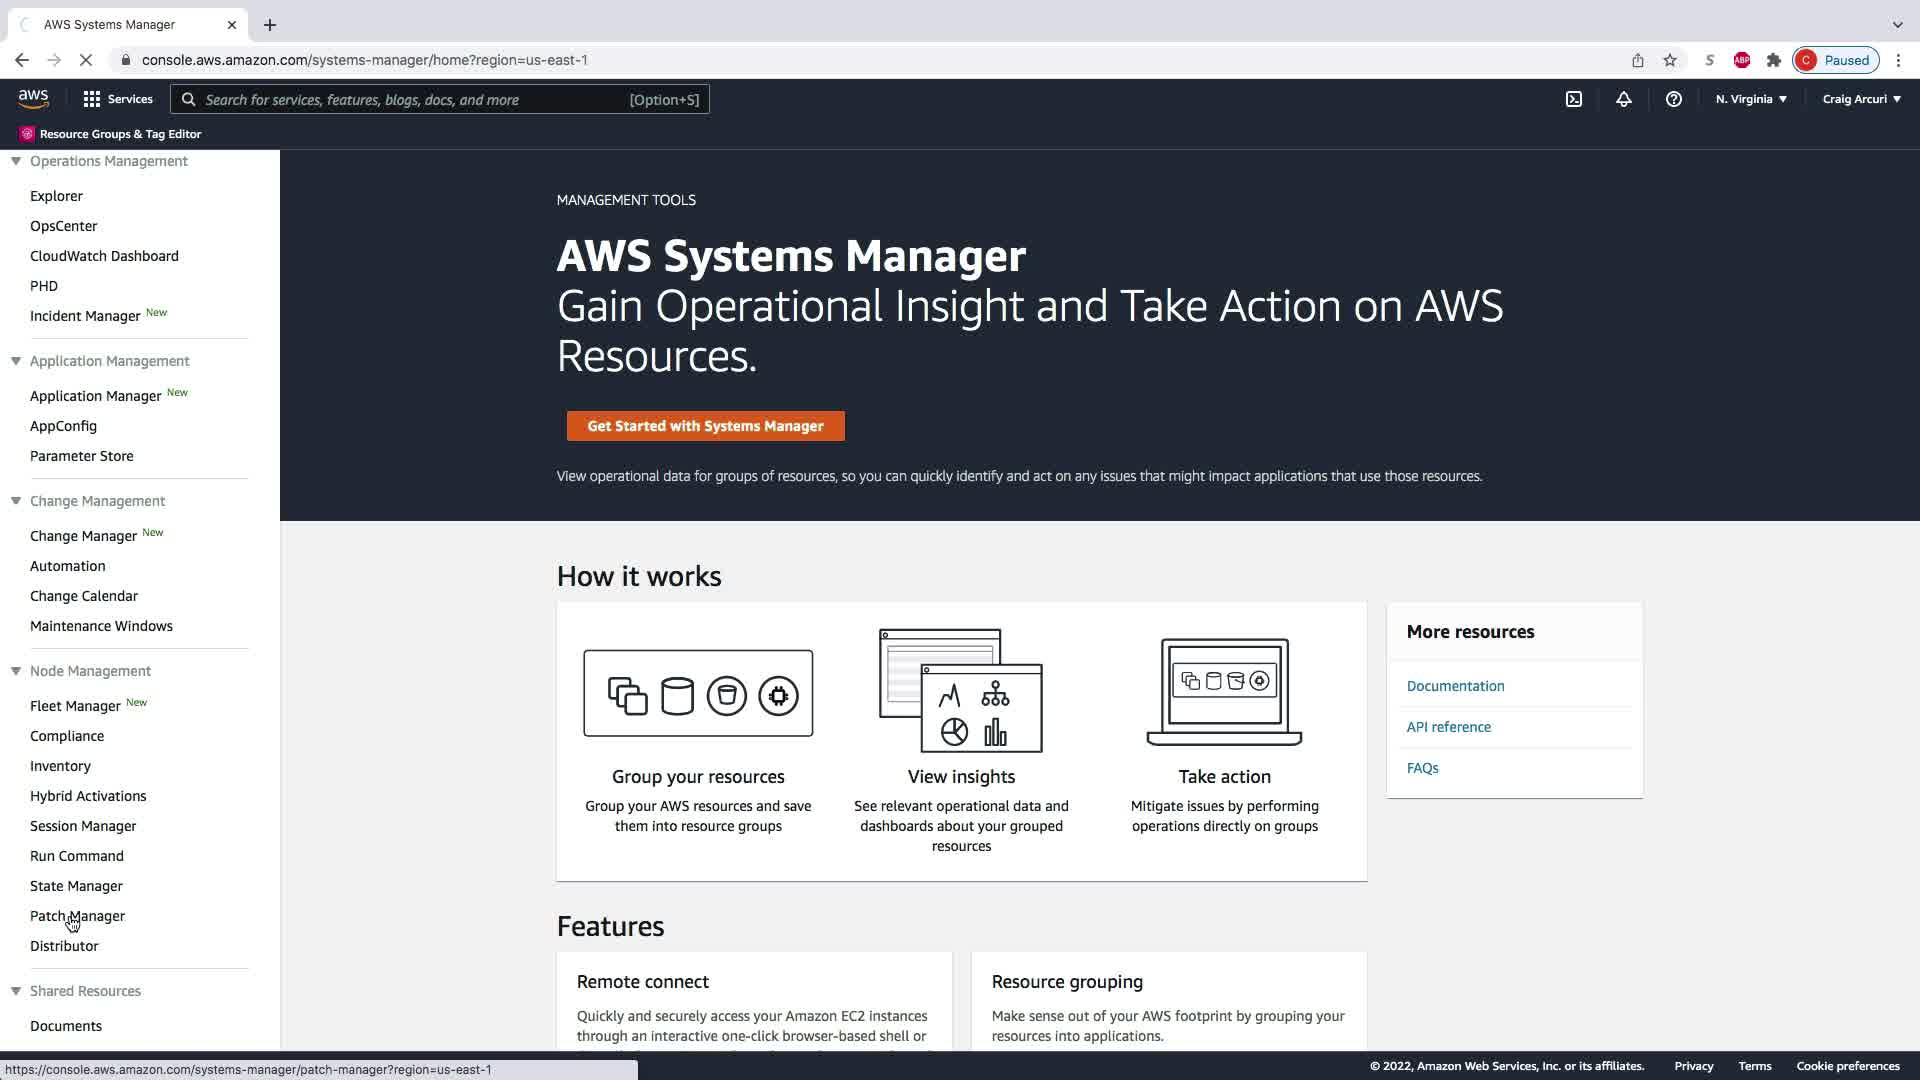 AWS Systems Manager
console.aws.amazon.com/systems-manager/home?region=us-east-1
S
ABP
C Paused
aws
Services
Search for services, features, blogs, docs, and more [Option+S]
N. Virginia
Craig Arcuri
Resource Groups & Tag Editor
Operations Management
Explorer
OpsCenter
CloudWatch Dashboard
PHD
Incident Manager New
Application Management
Application Manager New
AppConfig
Parameter Store
Change Management
Change Manager New
Automation
Change Calendar
Maintenance Windows
Node Management
Fleet Manager New
Compliance
Inventory
Hybrid Activations
Session Manager
Run Command
State Manager
Patch Manager
Distributor
Shared Resources
Documents
MANAGEMENT TOOLS
AWS Systems Manager
Gain Operational Insight and Take Action on AWS
Resources.
Get Started with Systems Manager
View operational data for groups of resources, so you can quickly identify and act on any issues that might impact applications that use those resources.
How it works
Group your resources
Group your AWS resources and save
them into resource groups
View insights
See relevant operational data and
dashboards about your grouped
resources
Take action
Mitigate issues by performing
operations directly on groups
More resources
Documentation
API reference
FAQs
Features
Remote connect
Quickly and securely access your Amazon EC2 instances
through an interactive one-click browser-based shell or
Resource grouping
Make sense out of your AWS footprint by grouping your
resources into applications.
https://console.aws.amazon.com/systems-manager/patch-manager?region=us-east-1
© 2022, Amazon Web Services, Inc. or its affiliates.
Privacy
Terms
Cookie preferences